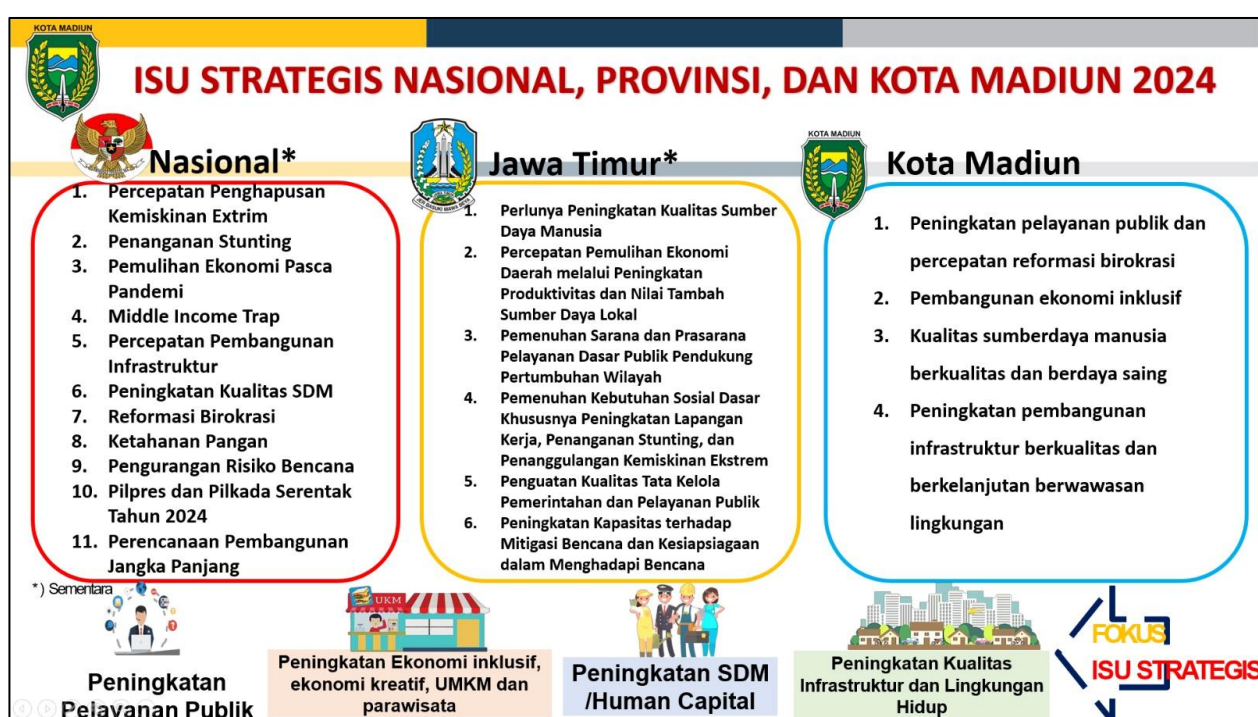 KOTA MADIUN
ISU STRATEGIS NASIONAL, PROVINSI, DAN KOTA MADIUN 2024
Nasional*
1. Percepatan Penghapusan
Kemiskinan Extrim
2. Penanganan Stunting
3. Pemulihan Ekonomi Pasca
Pandemi
4. Middle Income Trap
5. Percepatan Pembangunan
Infrastruktur
6. Peningkatan Kualitas SDM
7. Reformasi Birokrasi
8. Ketahanan Pangan
9. Pengurangan Risiko Bencana
10. Pilpres dan Pilkada Serentak
Tahun 2024
11. Perencanaan Pembangunan
Jangka Panjang
*) Sementara
Jawa Timur*
1. Perlunya Peningkatan Kualitas Sumber
Daya Manusia
2. Percepatan Pemulihan Ekonomi
Daerah melalui Peningkatan
Produktivitas dan Nilai Tambah
Sumber Daya Lokal
3. Pemenuhan Sarana dan Prasarana
Pelayanan Dasar Publik Pendukung
Pertumbuhan Wilayah
4. Pemenuhan Kebutuhan Sosial Dasar
Khususnya Peningkatan Lapangan
Kerja, Penanganan Stunting, dan
Penanggulangan Kemiskinan Ekstrem
5. Penguatan Kualitas Tata Kelola
Pemerintahan dan Pelayanan Publik
6. Peningkatan Kapasitas terhadap
Mitigasi Bencana dan Kesiapsiagaan
dalam Menghadapi Bencana
KOTA MADIUN
Kota Madiun
1. Peningkatan pelayanan publik dan
percepatan reformasi birokrasi
2. Pembangunan ekonomi inklusif
3. Kualitas sumberdaya manusia
berkualitas dan berdaya saing
4. Peningkatan pembangunan
infrastruktur berkualitas dan
berkelanjutan berwawasan
lingkungan
Peningkatan
Pelayanan Publik
UKM
Peningkatan Ekonomi inklusif,
ekonomi kreatif, UMKM dan
parawisata
Peningkatan SDM
/Human Capital
Peningkatan Kualitas
Infrastruktur dan Lingkungan
Hidup
FOKUS
ISU STRATEGIS